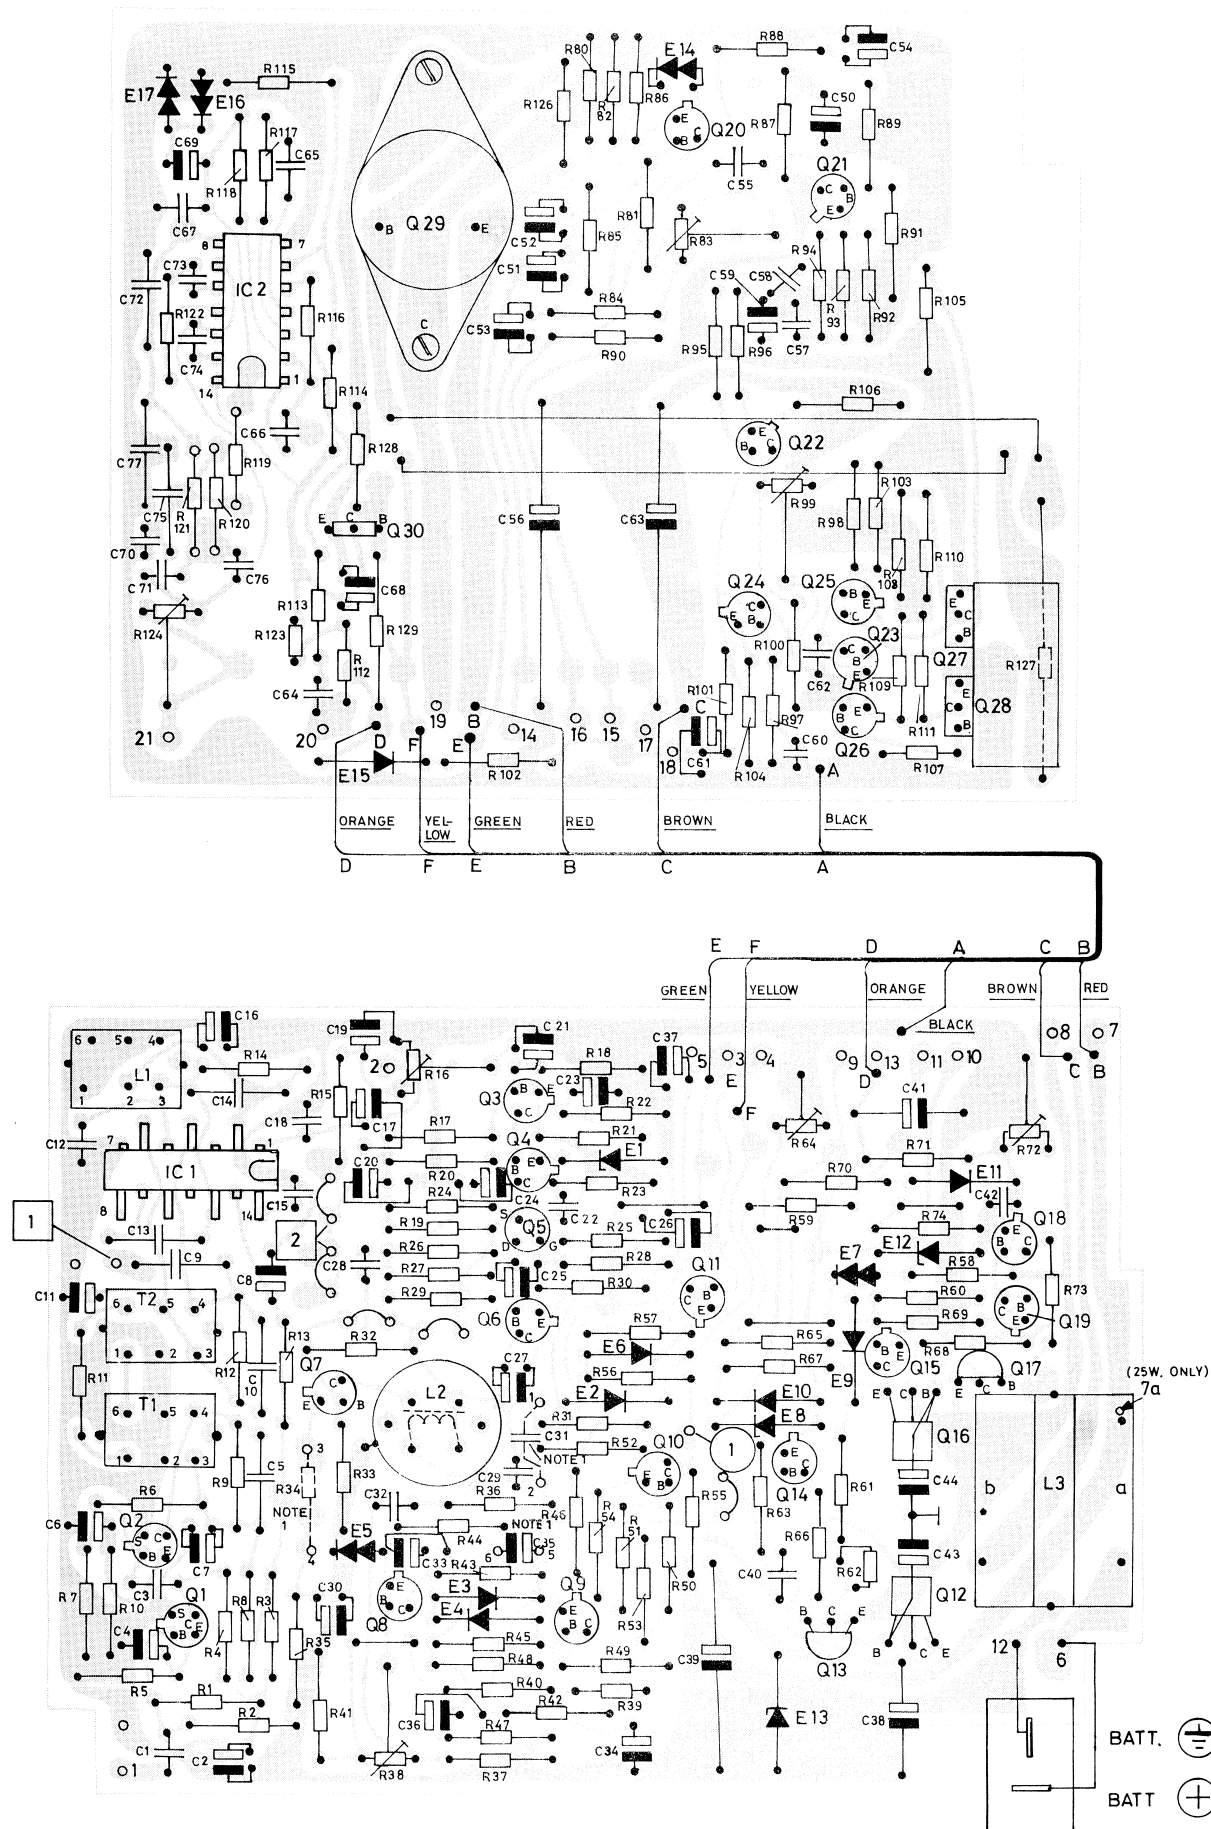 R88
C54
R80
E14
R115
E17
E16
R126
R82
R86
R87
C50
R89
Q20
C69
R117
C65
R118
C55
Q21
C67
R81
R83
R91
B
Q29
E
C52
R85
8
7
C51
R94
C73
C59
C58
C72
IC2
R84
R105
R122
R116
C53
R93
R92
C74
R90
R95
R96
C57
C
14
1
R114
R106
C66
R128
Q22
C77
R119
R103
R99
C75
R121
R120
E C B
Q30
C56
C63
R98
R110
C70
C76
R108
C71
C68
Q24
Q25
R113
R124
R123
R129
Q23
R112
R100
Q27
R127
C62
R109
C64
R101
Q28
19
B
C
R97
R111
21
20
14
16
15
17
D
F
E
18
C61
C60
Q26
R107
E15
R102
R104
A
ORANGE
YEL-
LOW
GREEN
RED
BROWN
BLACK
D F E B C A
E F D A C B
GREEN
YELLOW
ORANGE
BROWN
RED
BLACK
C16
C19
C21
C37
8
7
6 5 4
L1
R14
2
R16
R18
5
3
4
9
13
11
10
C
B
1 2 3
C14
R15
Q3
C23
E
D
C41
C18
C17
R22
F
C12
7
1
R17
Q4
R21
R64
R72
IC1
C20
R20
E1
R71
E11
8
14
C15
R24
C24
R23
R70
C42
1
C13
2
R19
Q5
C22
R25
C26
R59
R74
Q18
C9
R26
R28
E12
C8
C28
R27
C25
Q11
E7
R58
C11
T2
R29
R30
R60
R73
6 5 4
Q6
R57
R69
Q19
1 2 3
R12
C10
R13
R32
E6
R65
R68
R11
Q7
C27
R56
R67
Q15
Q17
(25W. ONLY)
7a
T1
L2
E2
E9
E10
6 5 4
R31
C31
E8
Q16
1 2 3
R52
NOTE 1
Q10
1
R9
C5
3
R33
C29
2
C44
b
L3
a
R6
R34
C32
R36
R46
R54
R55
R63
Q14
R61
C6
Q2
NOTE
1
R44
NOTE 1
R51
R66
E5
C35
C43
4
C33
6
5
C7
R43
R50
C40
R62
R7
R10
C3
Q1
C30
E3
Q9
Q12
R8
R3
E4
R53
C4
R4
R35
Q8
R45
Q13
12
6
R5
R48
R49
C39
R1
R40
R2
R41
R42
R39
C36
C38
E13
R47
C1
C2
R38
R37
C34
1
BATT.
BATT